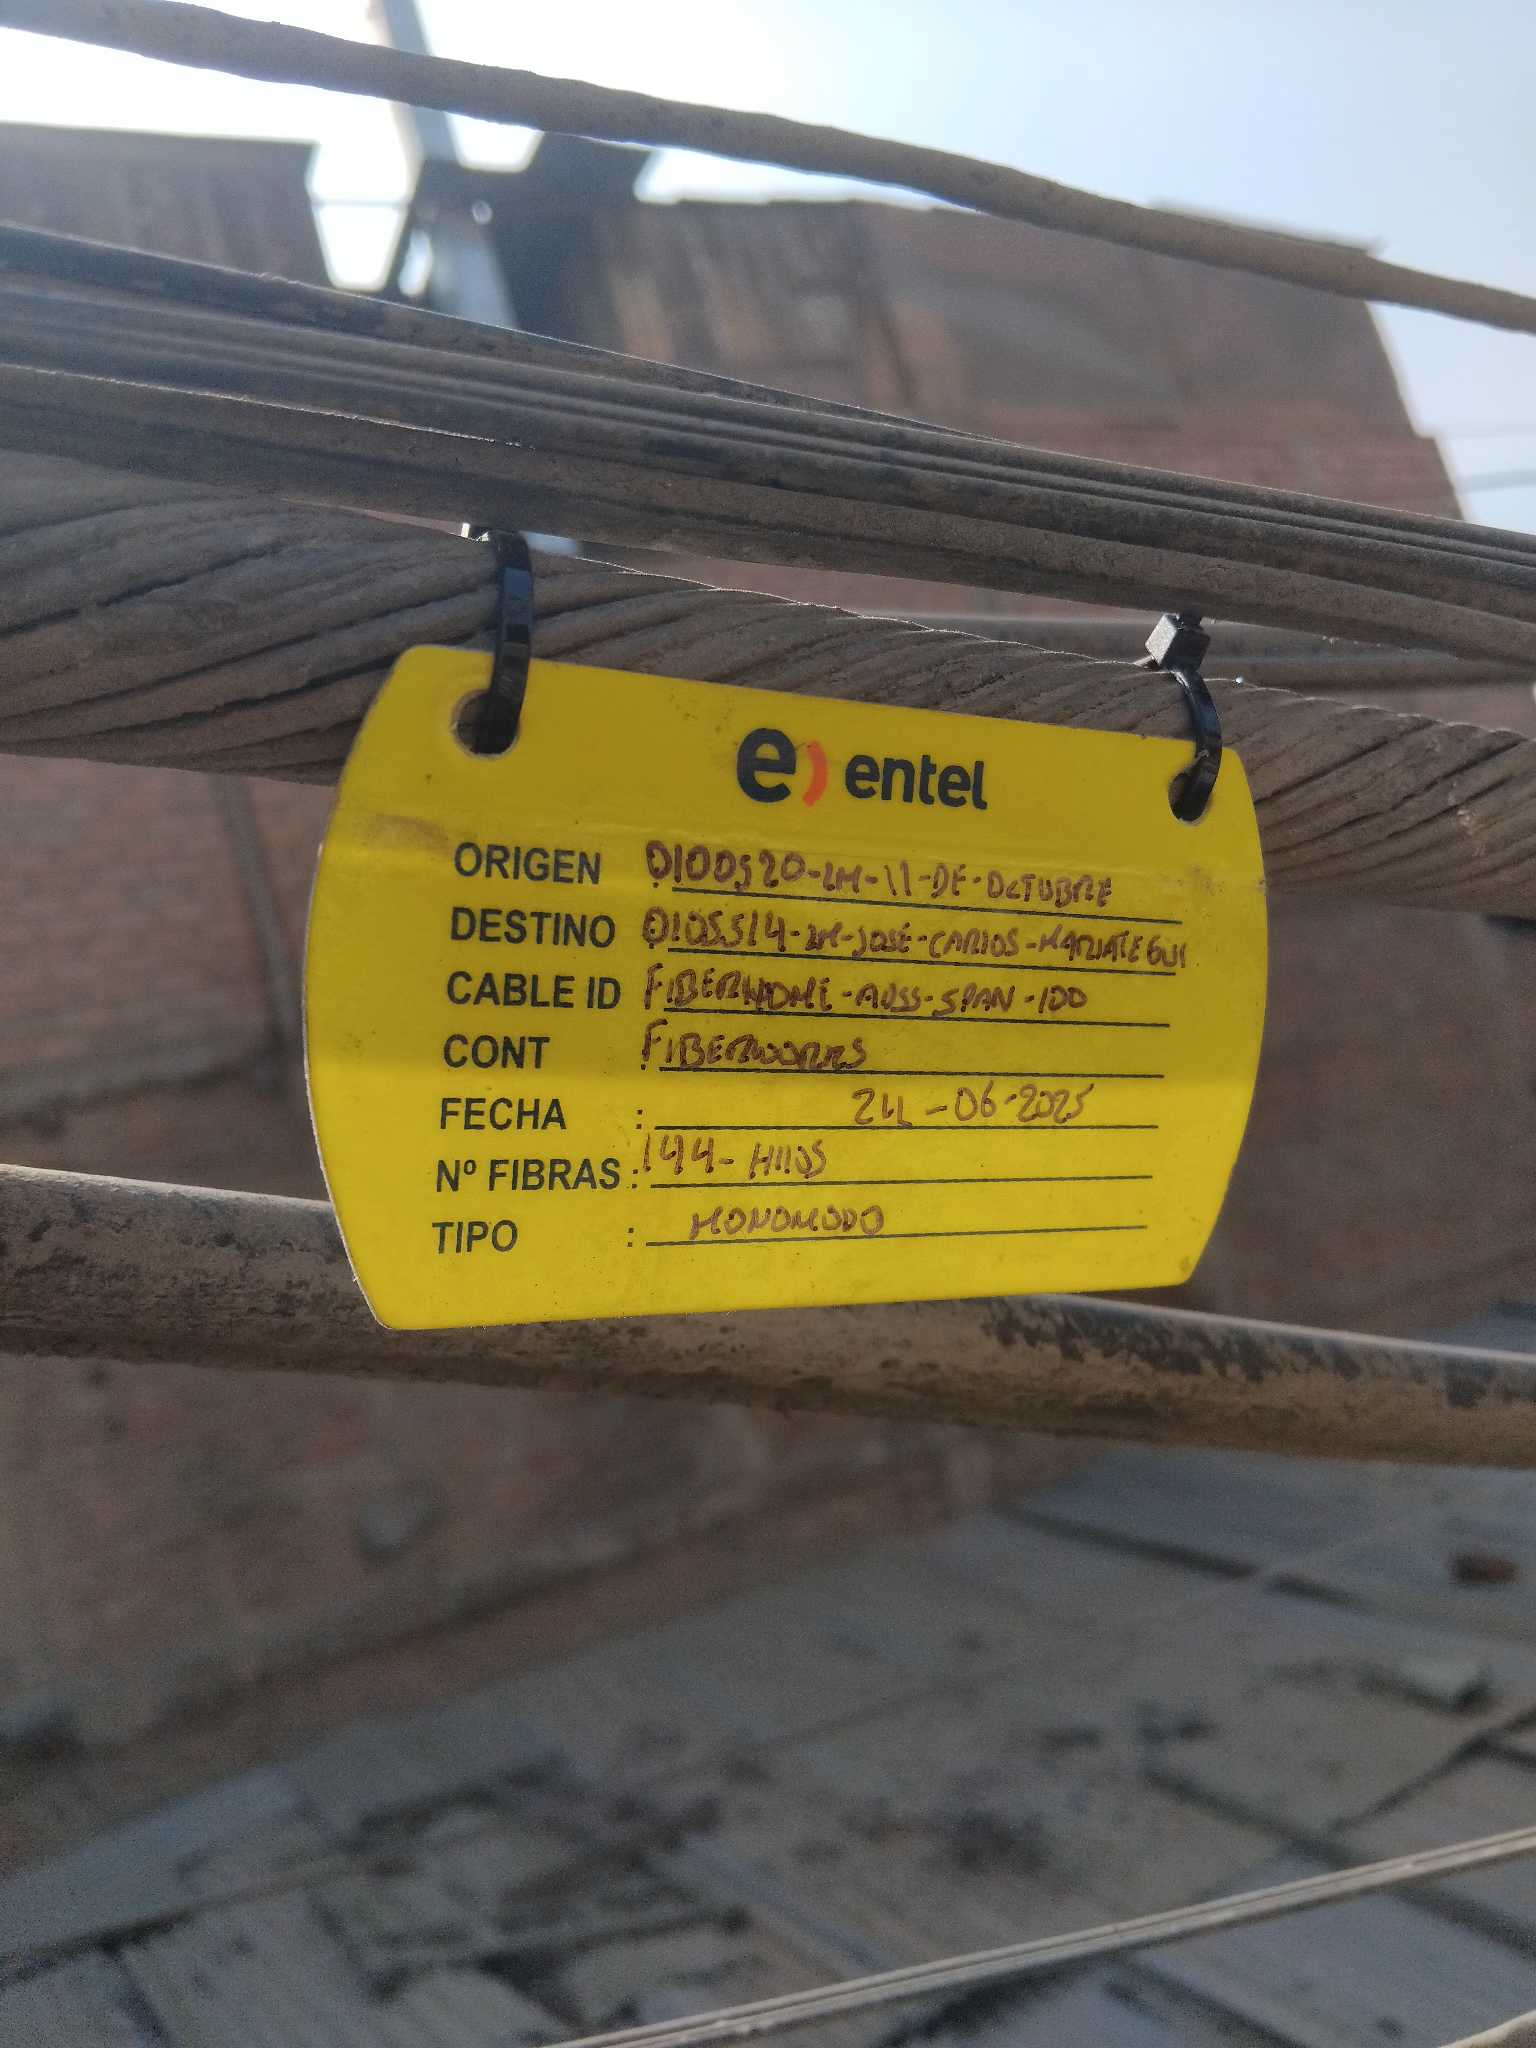 e) entel
ORIGEN : 0100520-LM-11-DE-OCTUBRE
DESTINO : 0105514-LM-JOSÉ-CARLOS-MARIATEGUI
CABLE ID : FIBERHOME-ADSS-SPAN-100
CONT : FIBERWORKS
FECHA : 24-06-2025
Nº FIBRAS : 144-HILOS
TIPO : MONOMODO